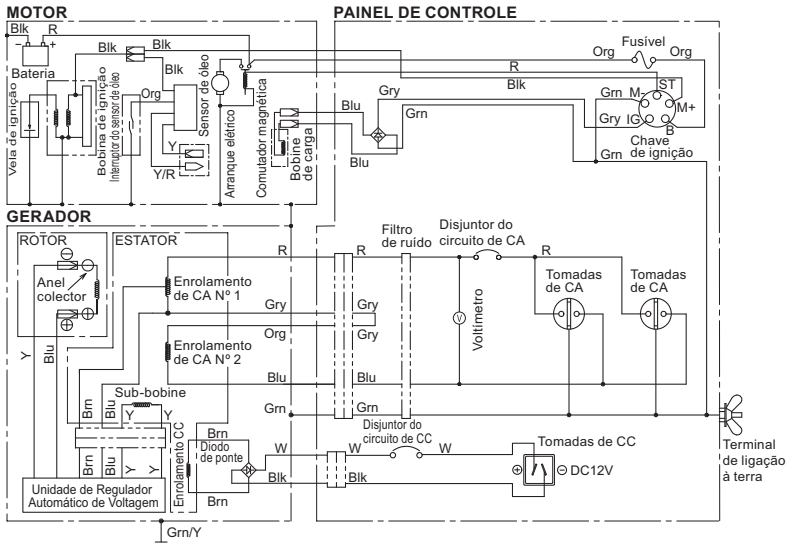 MOTOR
PAINEL DE CONTROLE
Blk
R
Blk
Blk
Bateria
Blk
Org
Vela de ignição
Bobina de ignição
Interruptor do sensor de óleo
Sensor de óleo
Y
Y/R
Arranque elétrico
Comutador magnética
Bobine
de carga
Blu
Blu
Gry
Grn
R
Blk
Org
Fusível
Org
Grn
M-
ST
M+
Gry
IG
B
Chave
de ignição
Grn
GERADOR
ROTOR
ESTATOR
Anel
colector
Y
Blu
Enrolamento
de CA Nº 1
Enrolamento
de CA Nº 2
R
Gry
Org
Blu
Grn
R
Gry
Gry
Blu
Grn
Filtro
de ruído
Disjuntor do
circuito de CA
R
V
Voltímetro
Tomadas
de CA
Tomadas
de CA
Sub-bobine
Brn
Blu
Y
Y
Brn
Blu
Y
Y
Unidade de Regulador
Automático de Voltagem
Enrolamento CC
Brn
Diodo
de ponte
Brn
W
Blk
W
Blk
Disjuntor do
circuito de CC
W
Tomadas de CC
DC12V
Terminal
de ligação
à terra
Grn/Y